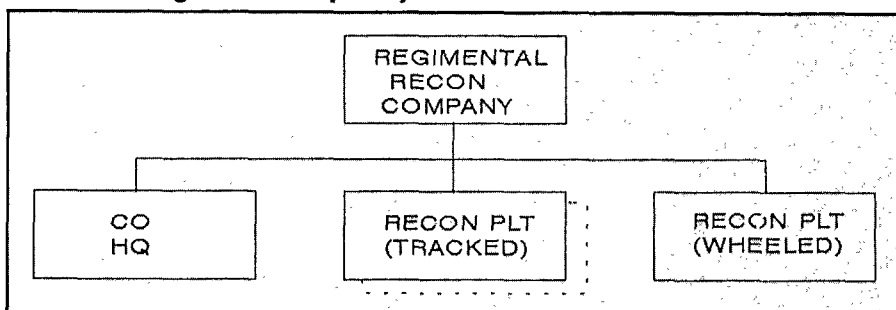 REGIMENTAL
RECON
COMPANY
CO
HQ
RECON PLT
(TRACKED)
RECON PLT
(WHEELED)